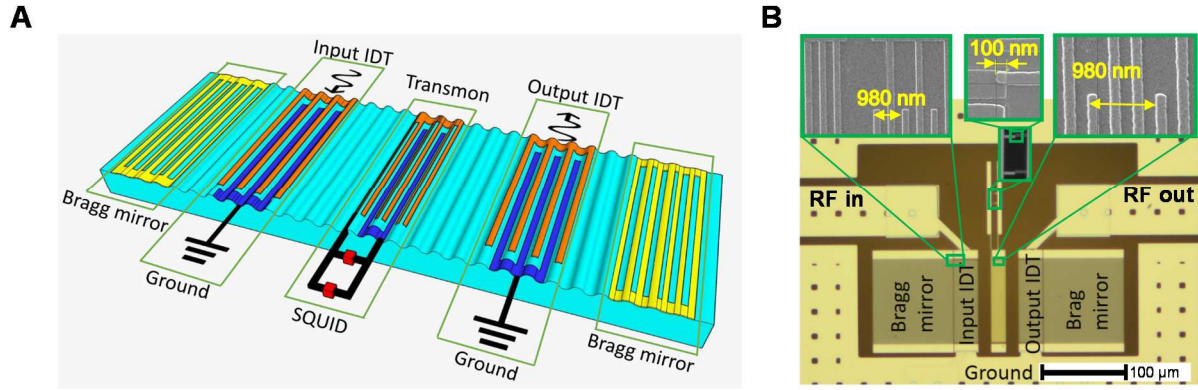 A
Input IDT
Transmon
Output IDT
Bragg mirror
Ground
SQUID
Ground
Bragg mirror
B
980 nm
100 nm
980 nm
RF in
RF out
Bragg
mirror
Input IDT
Output IDT
Brag
mirror
Ground
100 µm